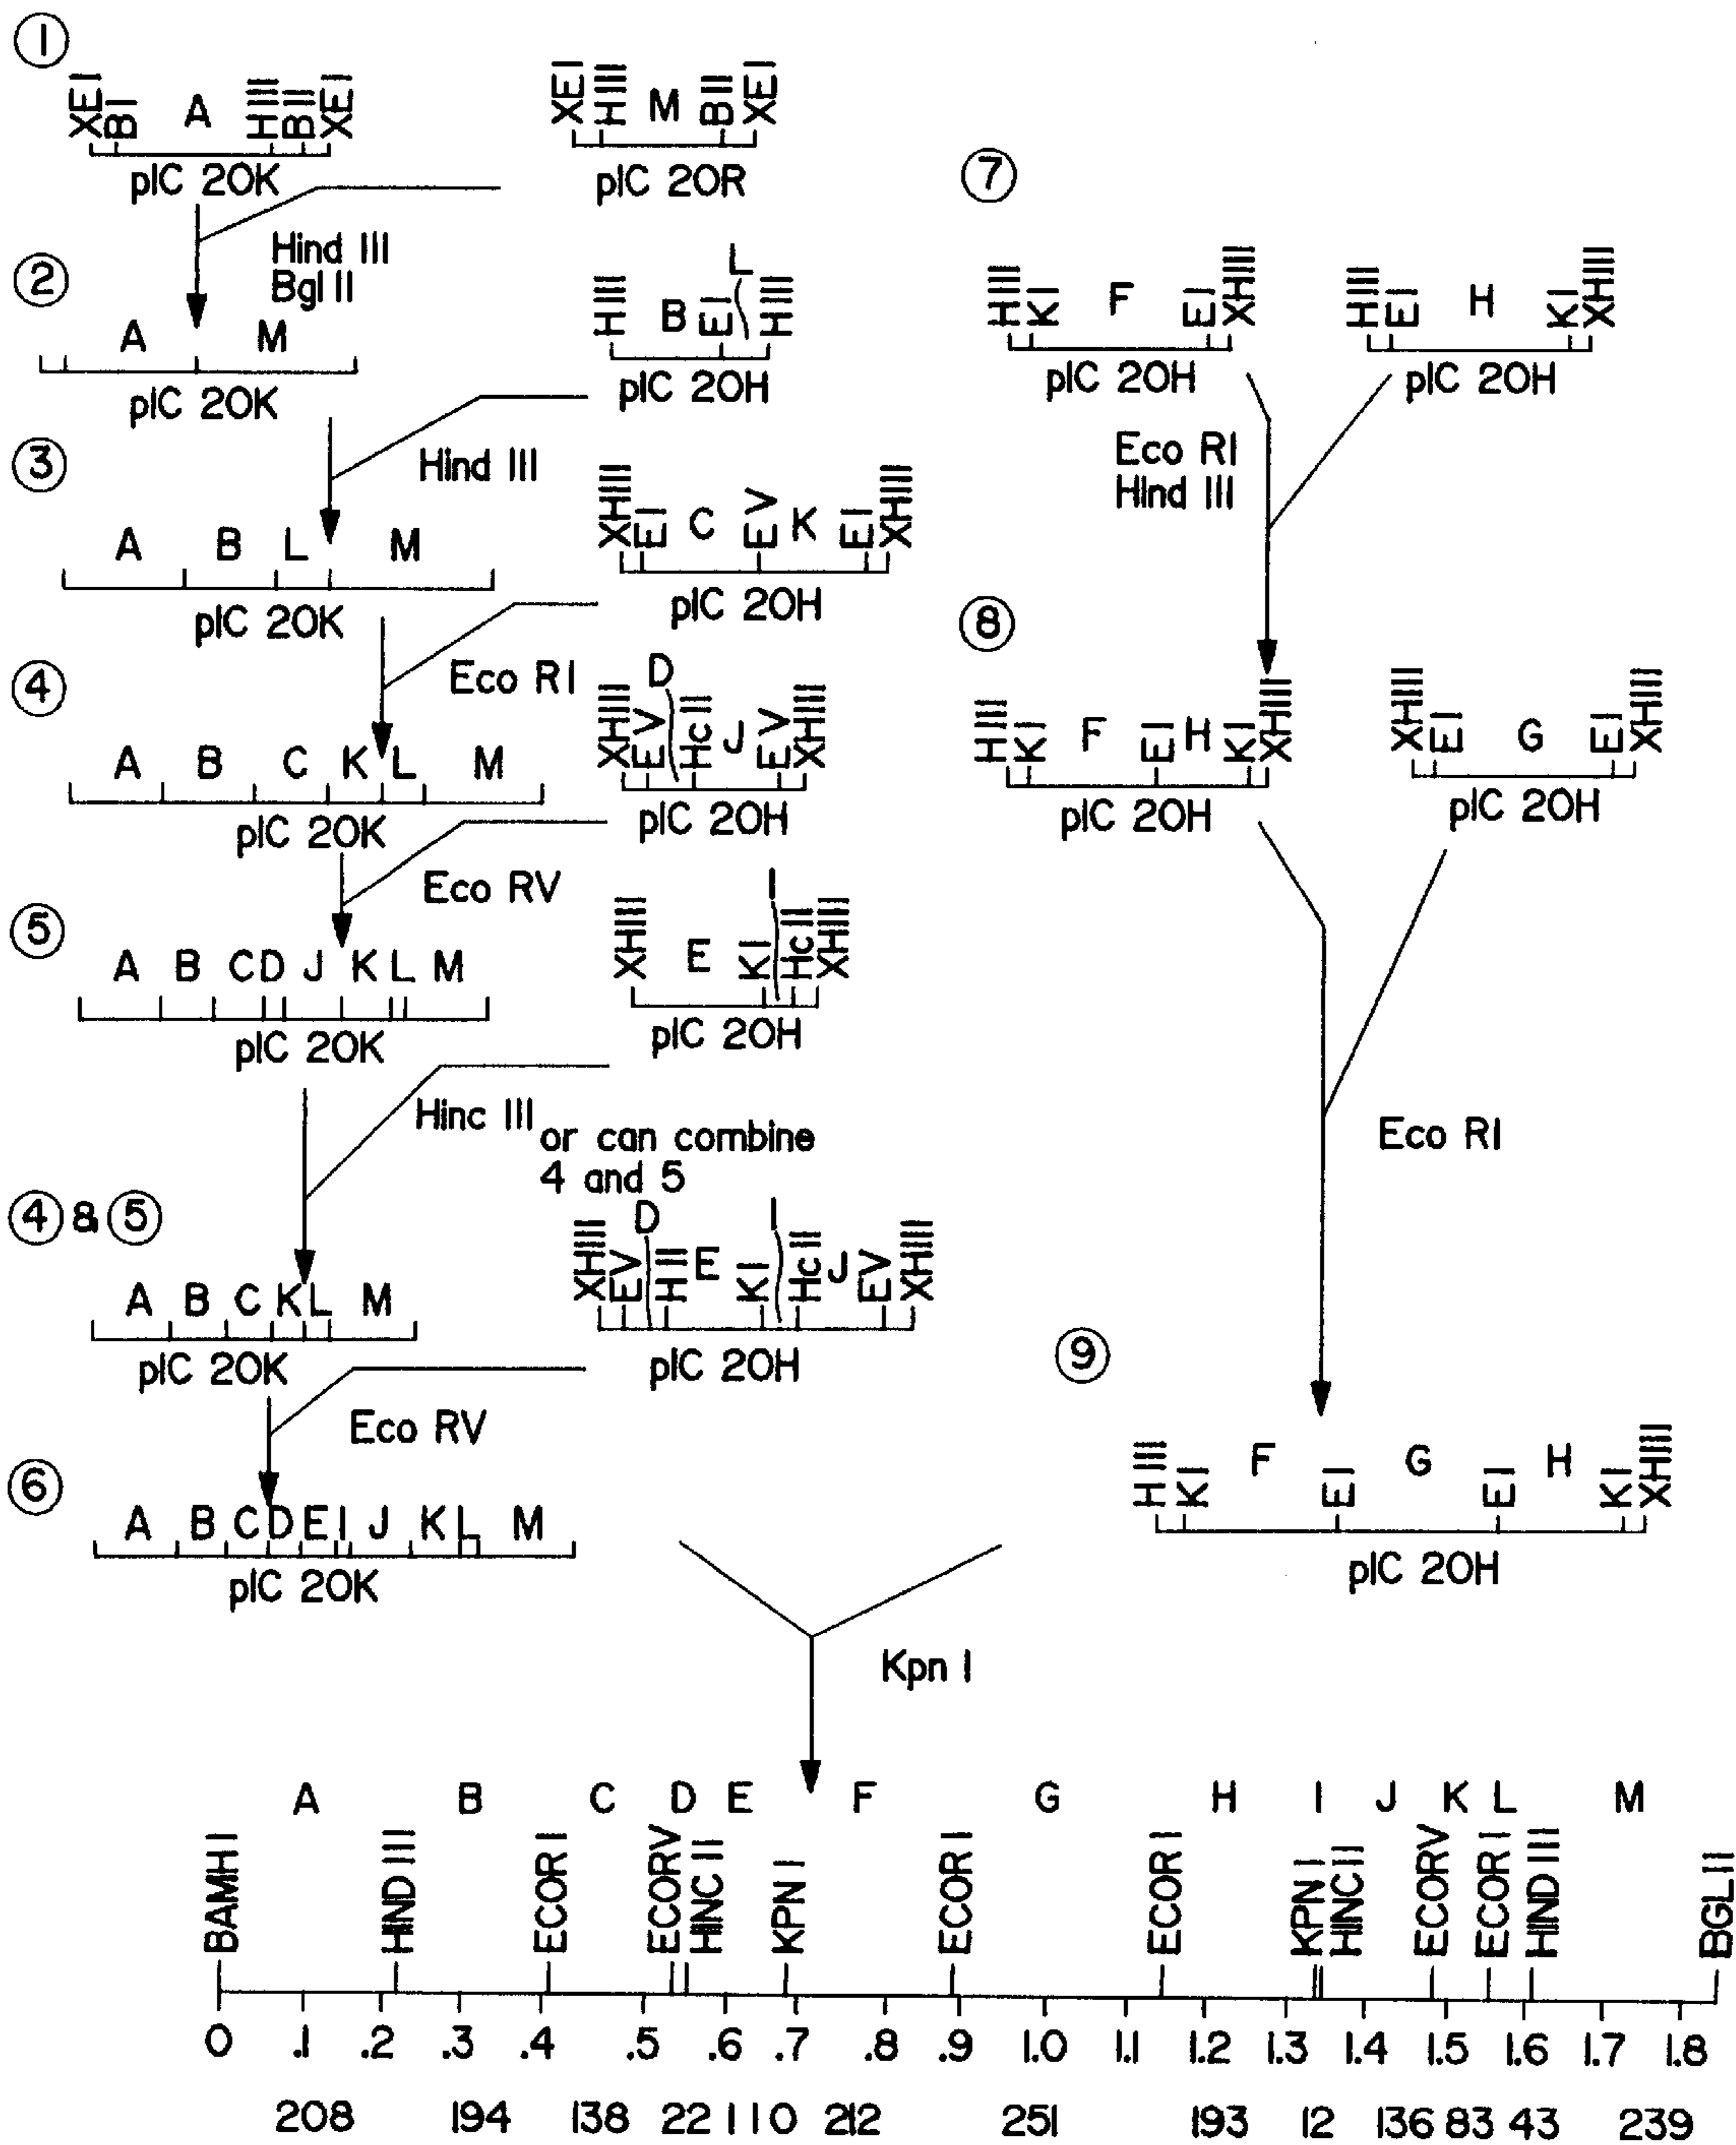 1
XEI BI A HIII BII XEI
pIC 20K
XEI HIII M BII XEI
pIC 20R
Hind III
Bgl II
2
A M
pIC 20K
HIII B EI L HIII
pIC 20H
Hind III
3
A B L M
pIC 20K
XHIII EI C EV K EI XHIII
pIC 20H
Eco RI
4
A B C K L M
pIC 20K
XHIII EV D HcII J EV XHIII
pIC 20H
Eco RV
5
A B C D J K L M
pIC 20K
XHIII E KI I HcII XHIII
pIC 20H
Hinc III
or can combine
4 and 5
4 & 5
A B C K L M
pIC 20K
XHIII EV D HII E KI I HcII J EV XHIII
pIC 20H
Eco RV
6
A B C D E I J K L M
pIC 20K
7
HIII KI F EI XHIII
pIC 20H
HIII EI H KI XHIII
pIC 20H
Eco RI
Hind III
8
HIII KI F EI H KI XHIII
pIC 20H
XHIII EI G EI XHIII
pIC 20H
Eco RI
9
HIII KI F EI G EI H KI XHIII
pIC 20H
Kpn I
A B C D E F G H I J K L M
BAMH I HIND III ECOR I ECORV HINC II KPN I ECOR I ECOR I KPN I HINC II ECORV ECOR I HIND III BGL II
0 .1 .2 .3 .4 .5 .6 .7 .8 .9 1.0 1.1 1.2 1.3 1.4 1.5 1.6 1.7 1.8
208 194 138 22 110 212 251 193 12 136 83 43 239